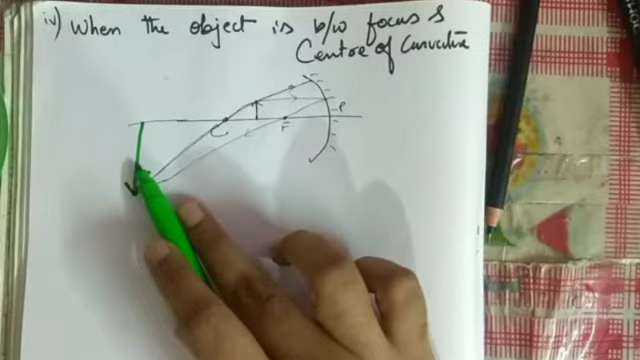 iv) When the object is b/w focus &
Centre of Curvature
C
F
P